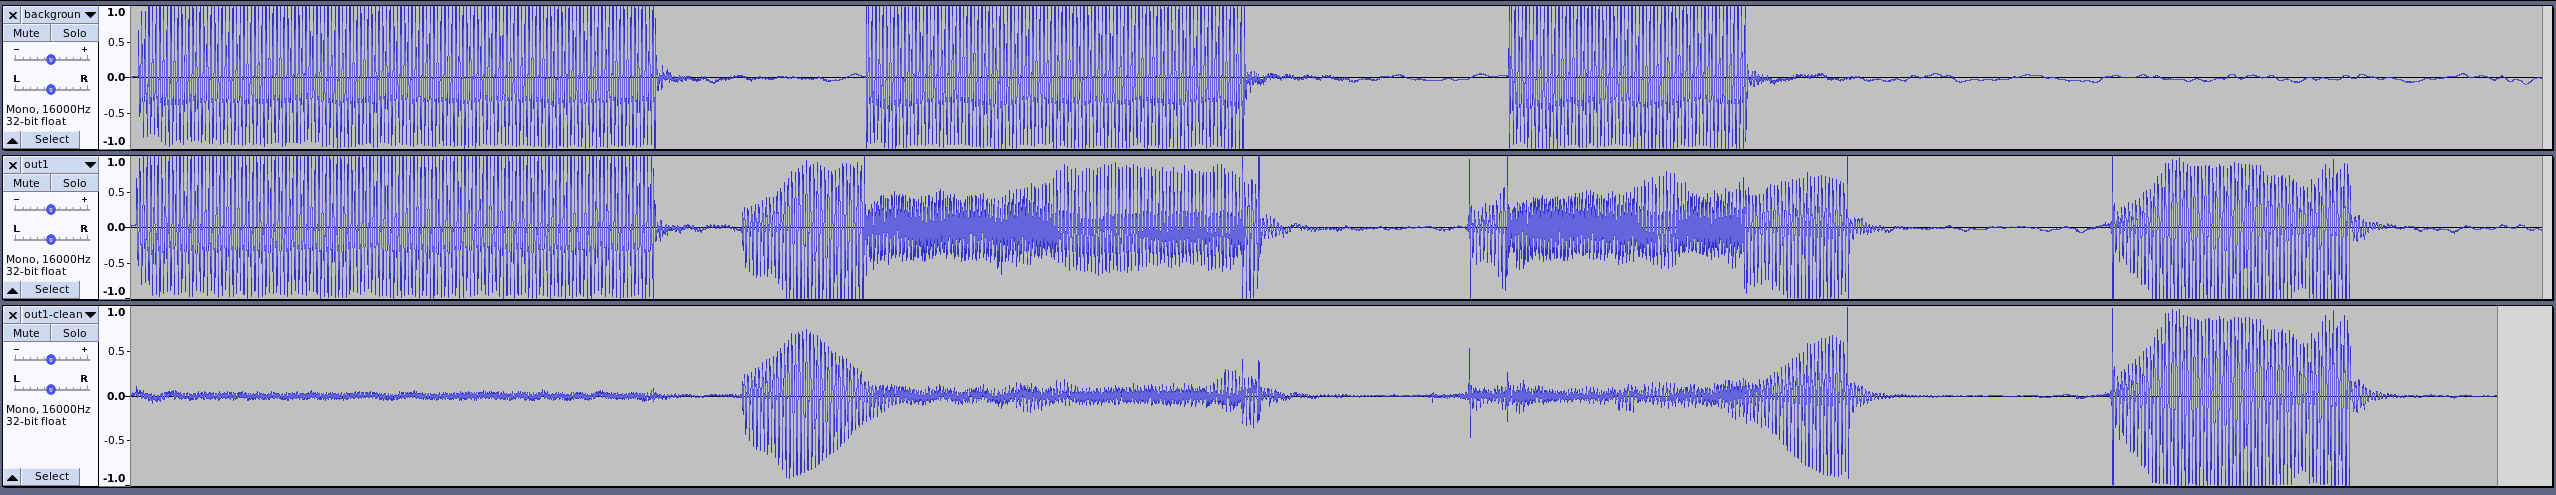 × backgroun ▼
Mute Solo
- +
L R
Mono, 16000Hz
32-bit float
▲ Select
1.0
0.5
0.0
-0.5
-1.0
× out1 ▼
Mute Solo
- +
L R
Mono, 16000Hz
32-bit float
▲ Select
1.0
0.5
0.0
-0.5
-1.0
× out1-clean ▼
Mute Solo
- +
L R
Mono, 16000Hz
32-bit float
▲ Select
1.0
0.5
0.0
-0.5
-1.0